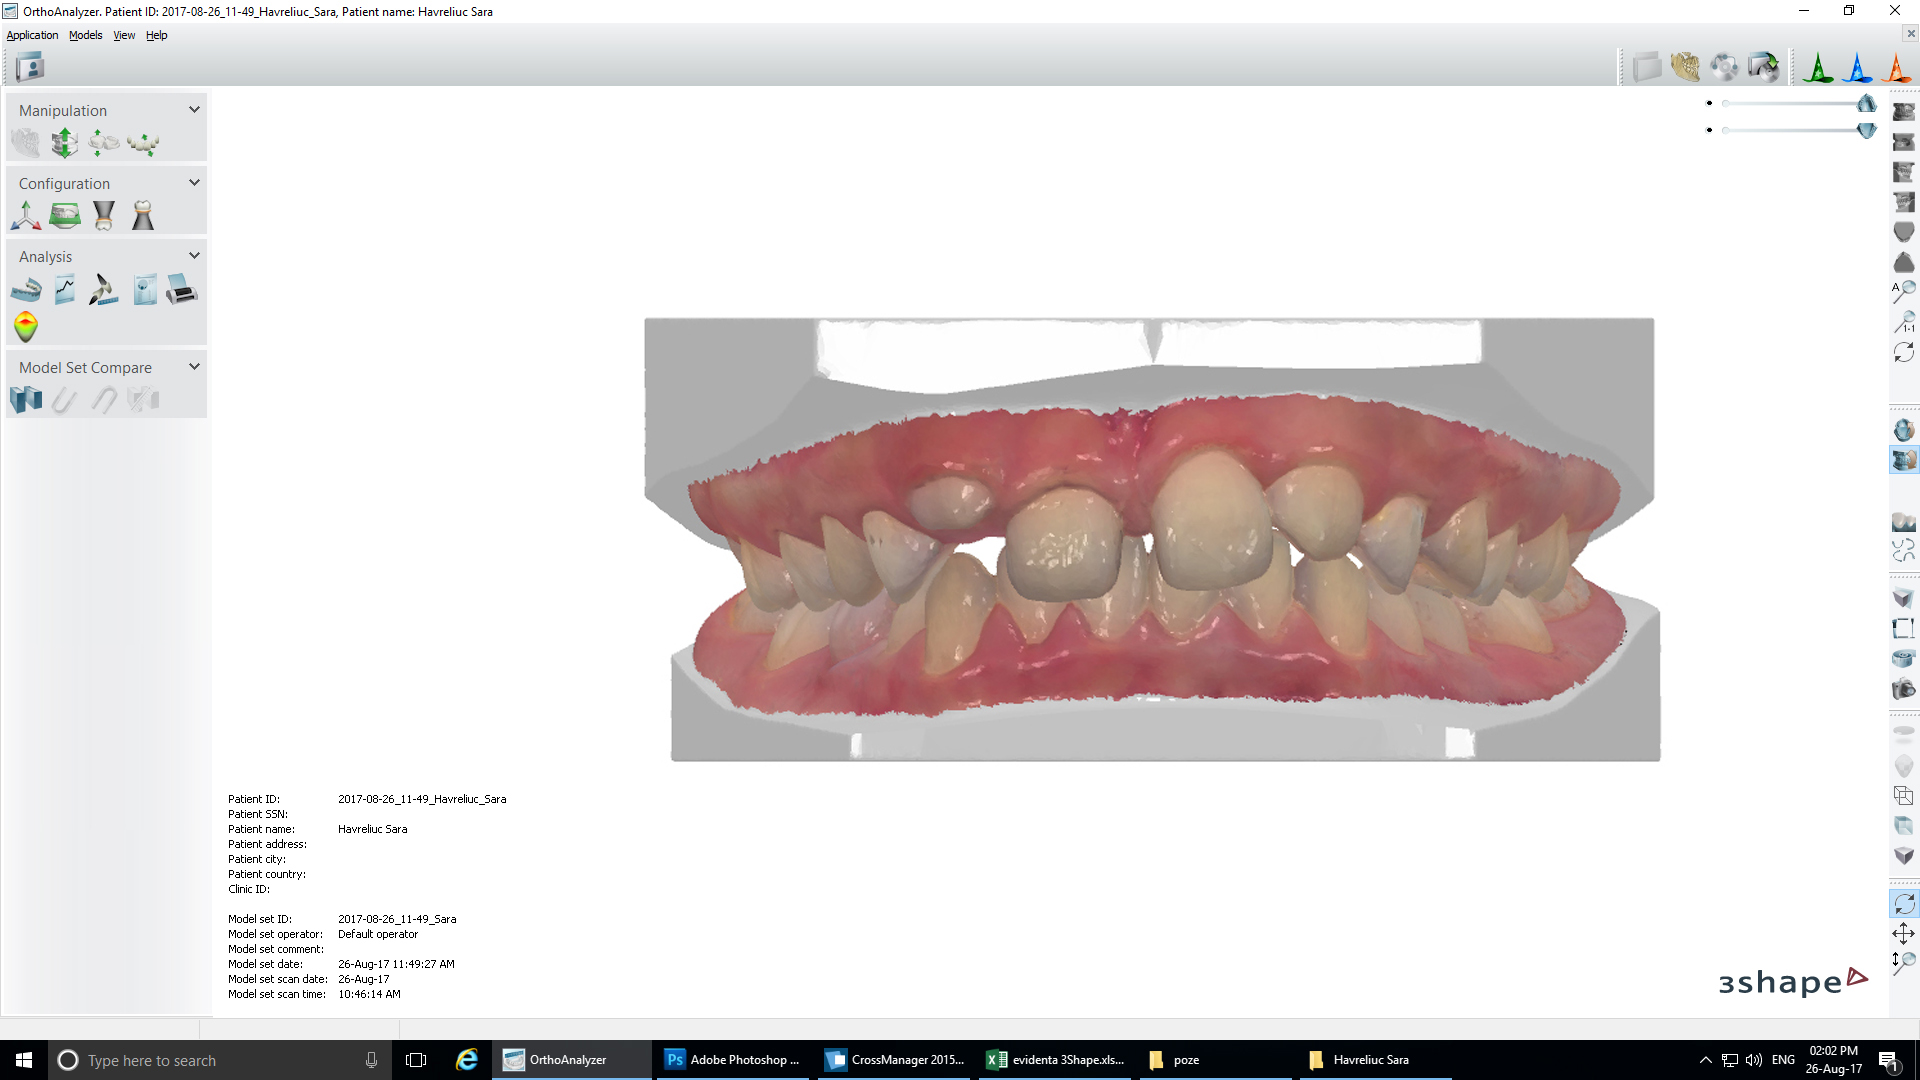 OrthoAnalyzer. Patient ID: 2017-08-26_11-49_Havreliuc_Sara, Patient name: Havreliuc Sara
Application Models View Help
Manipulation
Configuration
Analysis
Model Set Compare
A
1-1
Patient ID: 2017-08-26_11-49_Havreliuc_Sara
Patient SSN:
Patient name: Havreliuc Sara
Patient address:
Patient city:
Patient country:
Clinic ID:
Model set ID: 2017-08-26_11-49_Sara
Model set operator: Default operator
Model set comment:
Model set date: 26-Aug-17 11:49:27 AM
Model set scan date: 26-Aug-17
Model set scan time: 10:46:14 AM
3shape
Type here to search
OrthoAnalyzer
Ps Adobe Photoshop ...
CrossManager 2015...
evidenta 3Shape.xls...
poze
Havreliuc Sara
ENG
02:02 PM
26-Aug-17
1